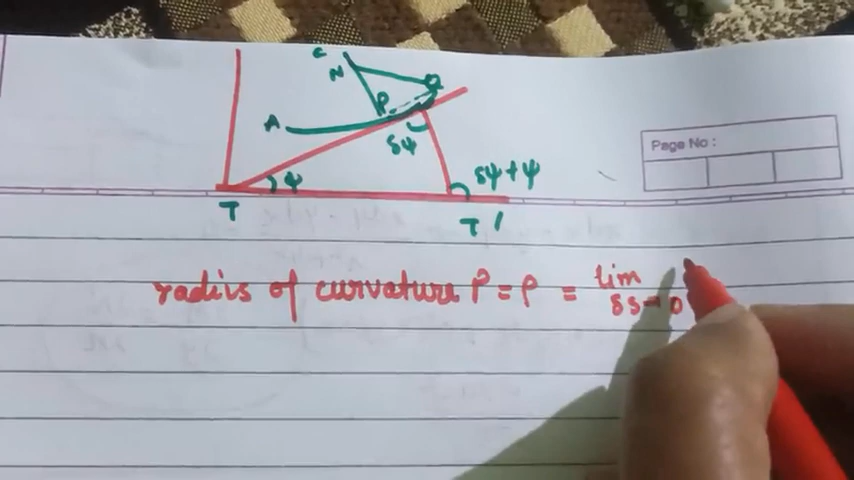 C
N
Q
P
A
δψ
ψ
δψ+ψ
T
T'
Page No :
radius of curvature P = ρ = lim
δs→0